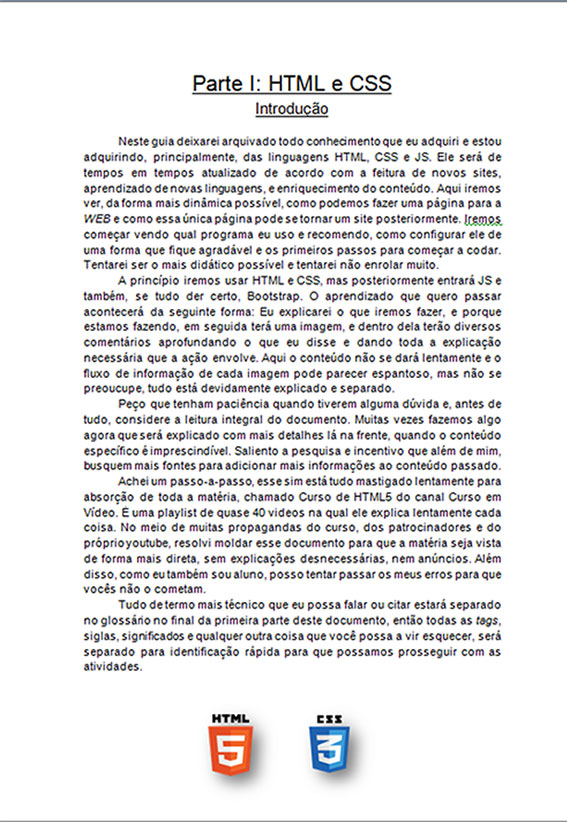 Parte I: HTML e CSS
Introdução
Neste guia deixarei arquivado todo conhecimento que eu adquiri e estou
adquirindo, principalmente, das linguagens HTML, CSS e JS. Ele será de
tempos em tempos atualizado de acordo com a feitura de novos sites,
aprendizado de novas linguagens, e enriquecimento do conteúdo. Aqui iremos
ver, da forma mais dinâmica possível, como podemos fazer uma página para a
WEB e como essa única página pode se tornar um site posteriormente. Iremos
começar vendo qual programa eu uso e recomendo, como configurar ele de
uma forma que fique agradável e os primeiros passos para começar a codar.
Tentarei ser o mais didático possível e tentarei não enrolar muito.
A princípio iremos usar HTML e CSS, mas posteriormente entrará JS e
também, se tudo der certo, Bootstrap. O aprendizado que quero passar
acontecerá da seguinte forma: Eu explicarei o que iremos fazer, e porque
estamos fazendo, em seguida terá uma imagem, e dentro dela terão diversos
comentários aprofundando o que eu disse e dando toda a explicação
necessária que a ação envolve. Aqui o conteúdo não se dará lentamente e o
fluxo de informação de cada imagem pode parecer espantoso, mas não se
preoucupe, tudo está devidamente explicado e separado.
Peço que tenham paciência quando tiverem alguma dúvida e, antes de
tudo, considere a leitura integral do documento. Muitas vezes fazemos algo
agora que será explicado com mais detalhes lá na frente, quando o conteúdo
específico é imprescindível. Saliento a pesquisa e incentivo que além de mim,
busquem mais fontes para adicionar mais informações ao conteúdo passado.
Achei um passo-a-passo, esse sim está tudo mastigado lentamente para
absorção de toda a matéria, chamado Curso de HTML5 do canal Curso em
Vídeo. É uma playlist de quase 40 videos na qual ele explica lentamente cada
coisa. No meio de muitas propagandas do curso, dos patrocinadores e do
próprio youtube, resolvi moldar esse documento para que a matéria seja vista
de forma mais direta, sem explicações desnecessárias, nem anúncios. Além
disso, como eu também sou aluno, posso tentar passar os meus erros para que
vocês não o cometam.
Tudo de termo mais técnico que eu possa falar ou citar estará separado
no glossário no final da primeira parte deste documento, então todas as tags,
siglas, significados e qualquer outra coisa que você possa a vir esquecer, será
separado para identificação rápida para que possamos prosseguir com as
atividades.
HTML CSS
5 3